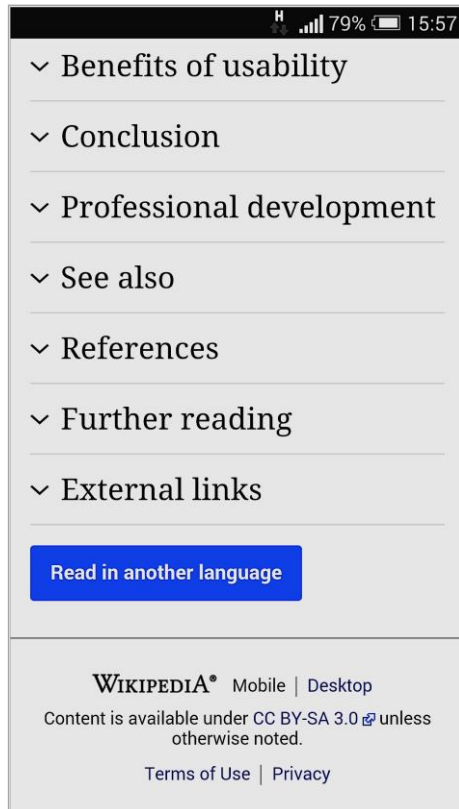 H 79% 15:57
Benefits of usability
Conclusion
Professional development
See also
References
Further reading
External links
Read in another language
WIKIPEDIA® Mobile | Desktop
Content is available under CC BY-SA 3.0 unless
otherwise noted.
Terms of Use | Privacy